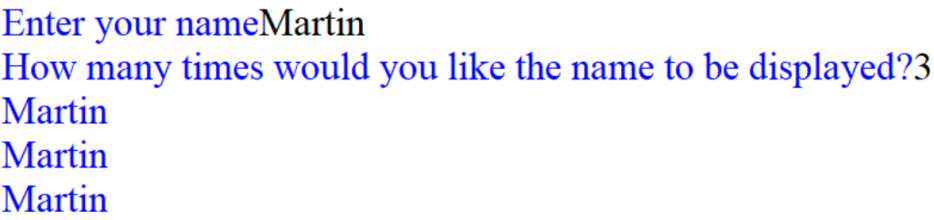 Enter your nameMartin
How many times would you like the name to be displayed?3
Martin
Martin
Martin